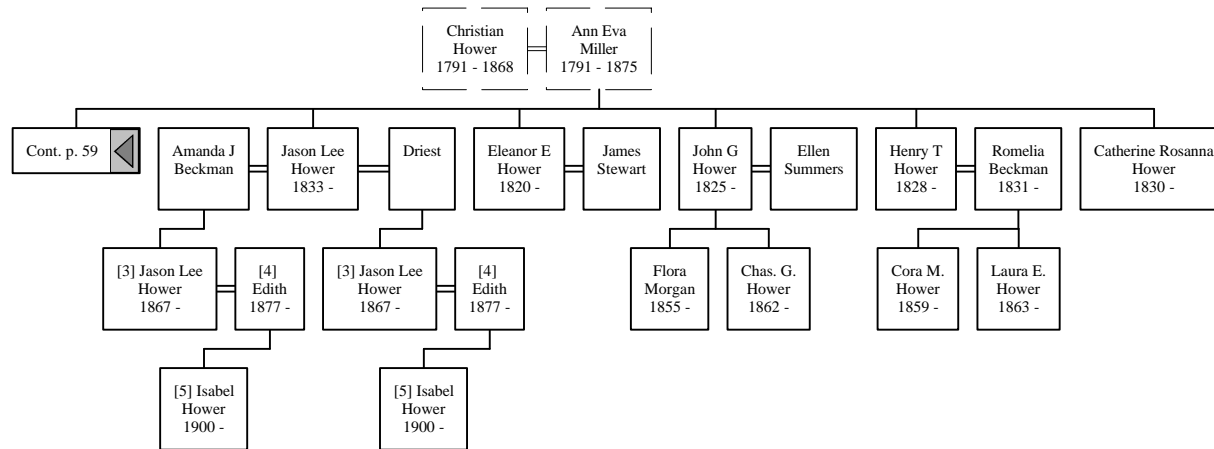 Christian
Hower
1791 - 1868
Ann Eva
Miller
1791 - 1875
Cont. p. 59
Amanda J
Beckman
Jason Lee
Hower
1833 -
Driest
Eleanor E
Hower
1820 -
James
Stewart
John G
Hower
1825 -
Ellen
Summers
Henry T
Hower
1828 -
Romelia
Beckman
1831 -
Catherine Rosanna
Hower
1830 -
[3] Jason Lee
Hower
1867 -
[4]
Edith
1877 -
[3] Jason Lee
Hower
1867 -
[4]
Edith
1877 -
Flora
Morgan
1855 -
Chas. G.
Hower
1862 -
Cora M.
Hower
1859 -
Laura E.
Hower
1863 -
[5] Isabel
Hower
1900 -
[5] Isabel
Hower
1900 -